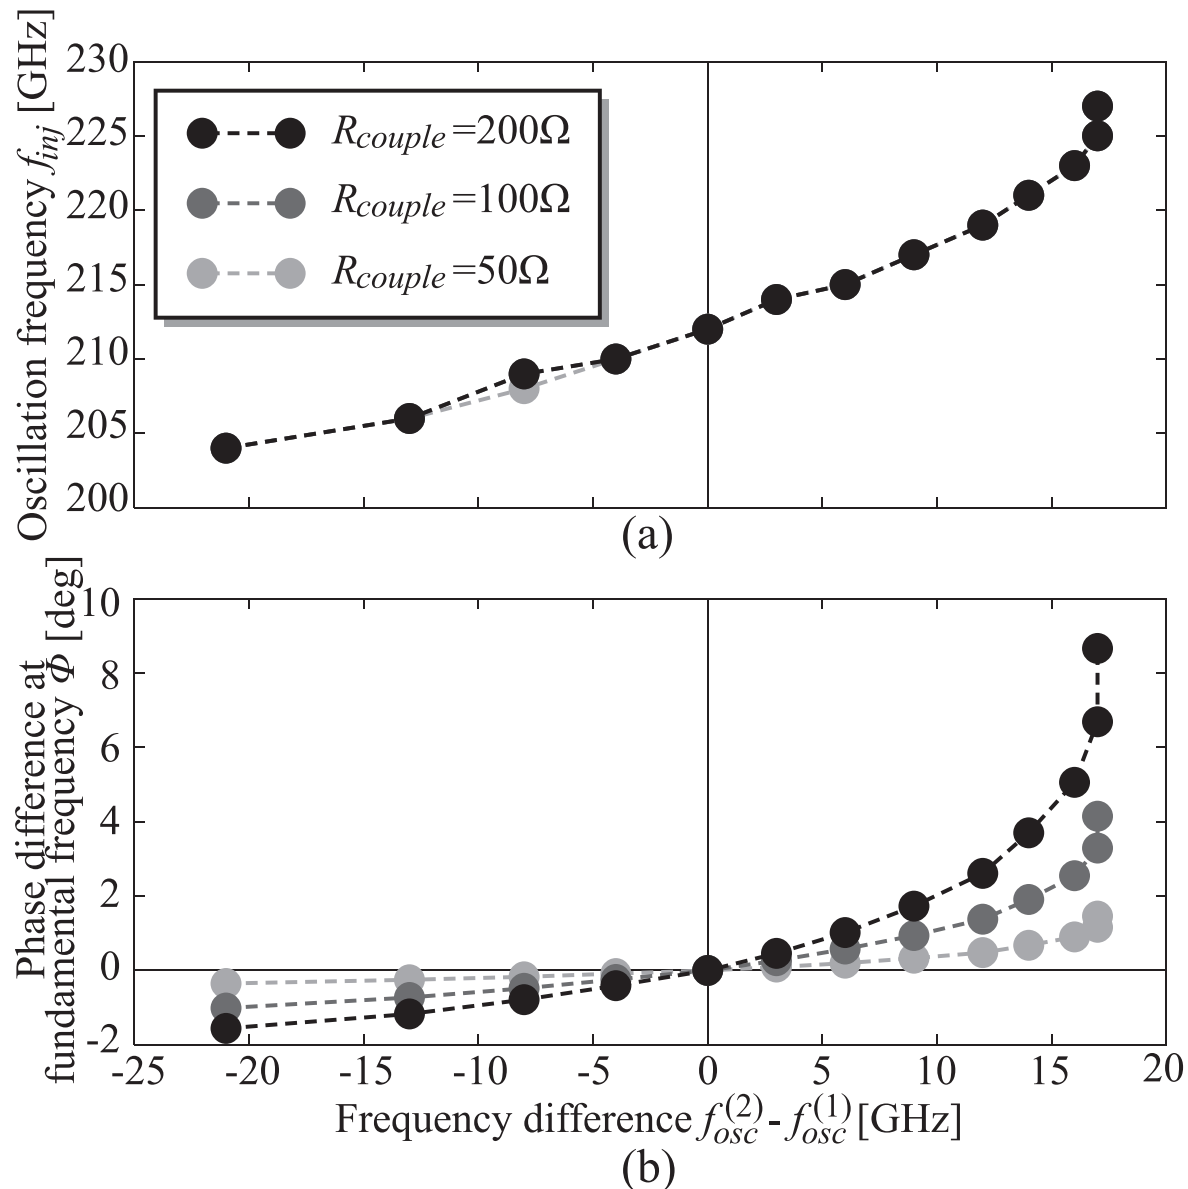 Oscillation frequency f_inj [GHz]
230
225
220
215
210
205
200
R_couple=200Ω
R_couple=100Ω
R_couple=50Ω
(a)
Phase difference at
fundamental frequency Φ [deg]
10
8
6
4
2
0
-2
-25 -20 -15 -10 -5 0 5 10 15 20
Frequency difference f_osc^(2) - f_osc^(1) [GHz]
(b)